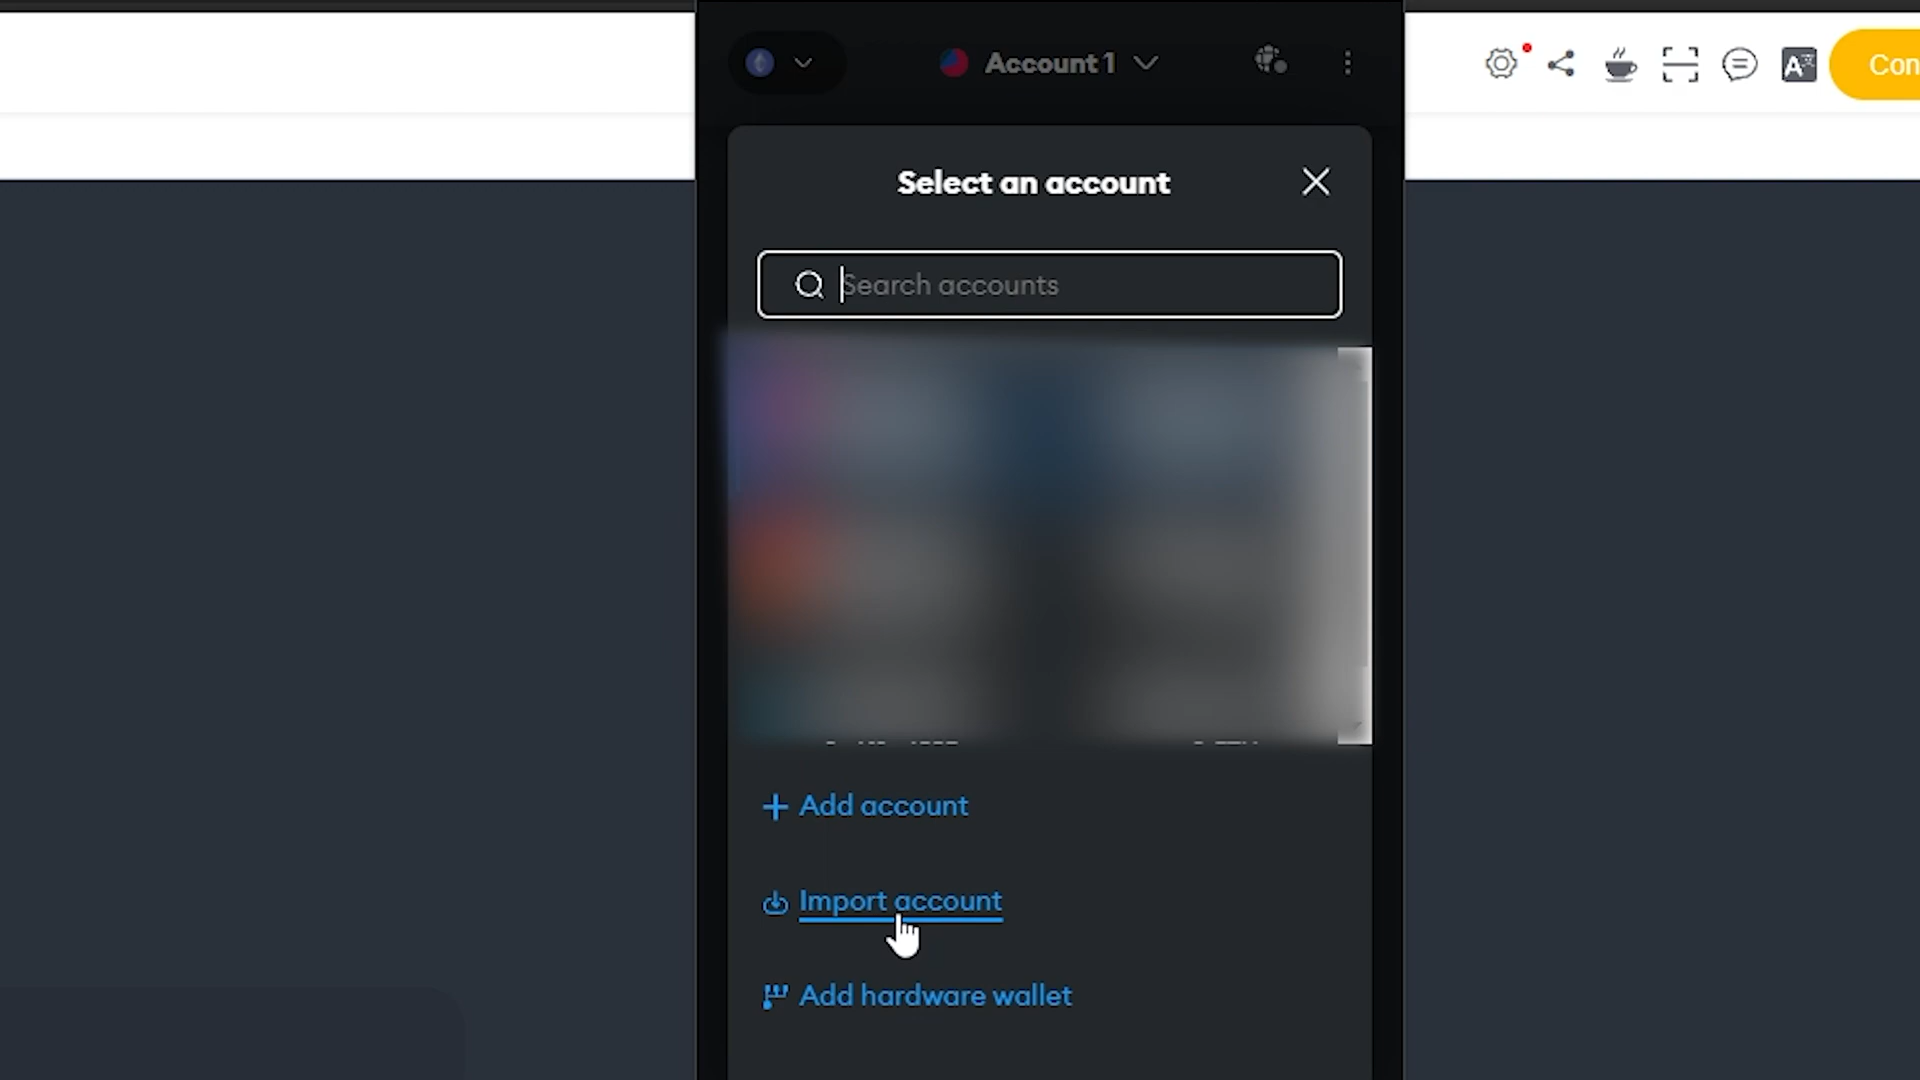 Account 1
Con
Select an account
Search accounts
+ Add account
Import account
Add hardware wallet